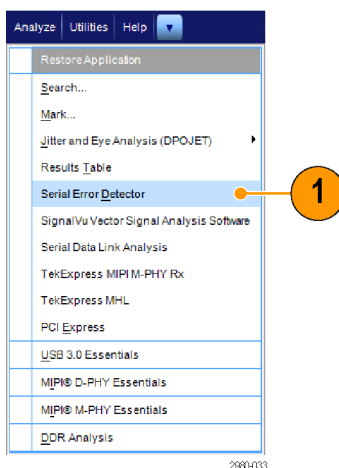 Analyze Utilities Help
Restore Application
Search...
Mark...
Jitter and Eye Analysis (DPOJET)
Results Table
Serial Error Detector
1
SignalVu Vector Signal Analysis Software
Serial Data Link Analysis
TekExpress MIPI M-PHY Rx
TekExpress MHL
PCI Express
USB 3.0 Essentials
MIPI® D-PHY Essentials
MIPI® M-PHY Essentials
DDR Analysis
2980-033